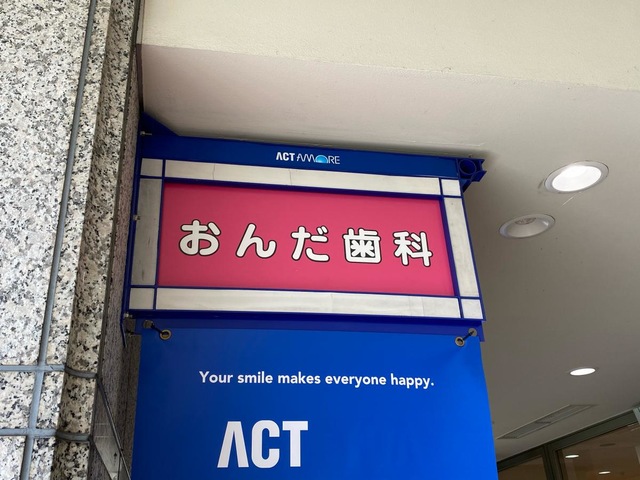 ACT AMORE
おんだ歯科
Your smile makes everyone happy.
ACT